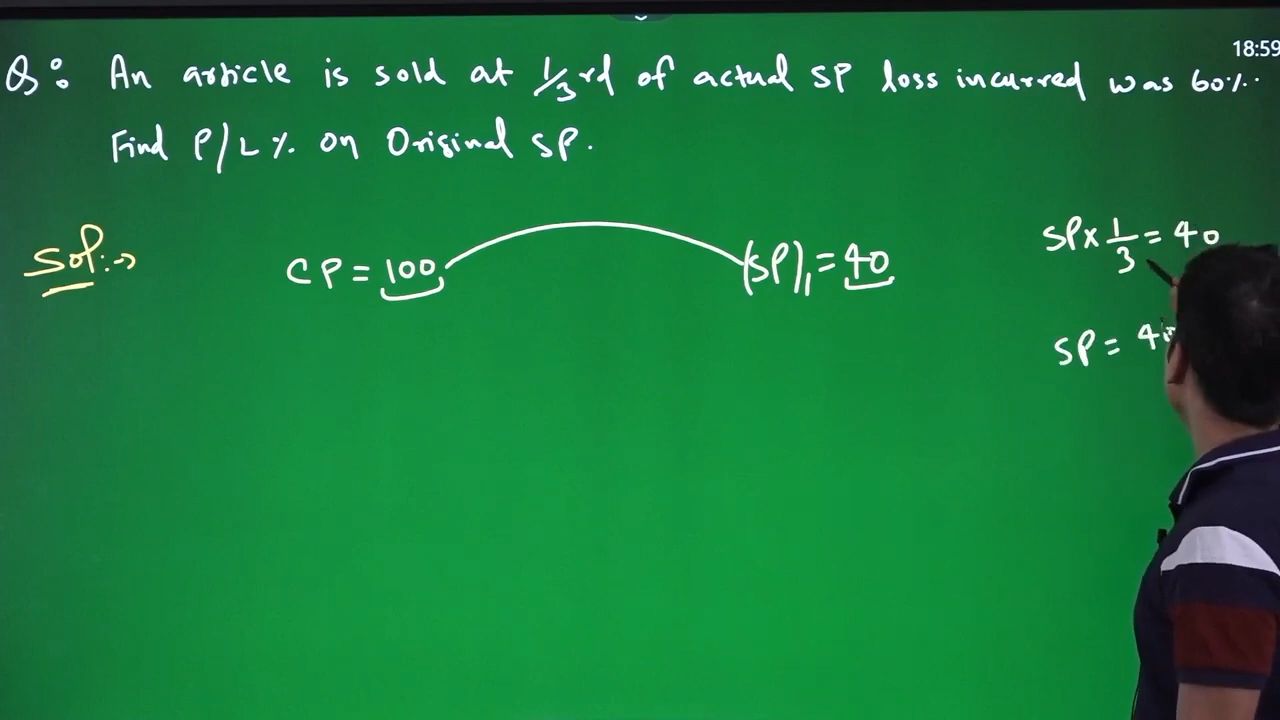 18:59
Q: An article is sold at 1/3rd of actual SP loss incurred was 60%.
Find P/L % on Original SP.
Sol:→
CP = 100
(SP)₁ = 40
SP × 1/3 = 40
SP =